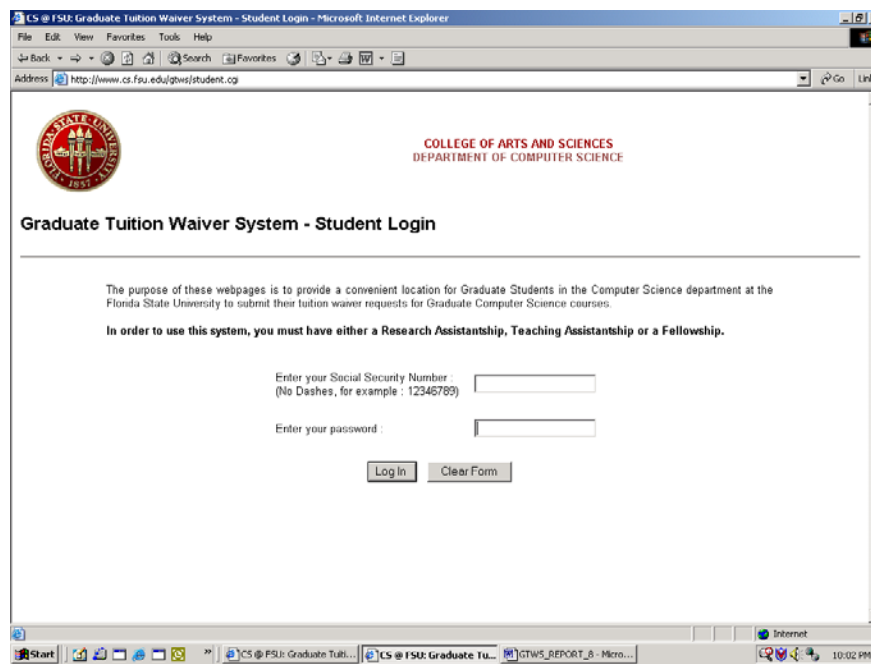 CS @ FSU: Graduate Tuition Waiver System - Student Login - Microsoft Internet Explorer
File Edit View Favorites Tools Help
Back Search Favorites
Address http://www.cs.fsu.edu/gtws/student.cgi Go
FLORIDA STATE UNIVERSITY
1857
COLLEGE OF ARTS AND SCIENCES
DEPARTMENT OF COMPUTER SCIENCE
Graduate Tuition Waiver System - Student Login
The purpose of these webpages is to provide a convenient location for Graduate Students in the Computer Science department at the
Florida State University to submit their tuition waiver requests for Graduate Computer Science courses.
In order to use this system, you must have either a Research Assistantship, Teaching Assistantship or a Fellowship.
Enter your Social Security Number :
(No Dashes, for example : 12346789)
Enter your password :
Log In Clear Form
Internet
Start CS @ FSU: Graduate Tuiti... CS @ FSU: Graduate Tu... GTWS_REPORT_8 - Micro... 10:02 PM